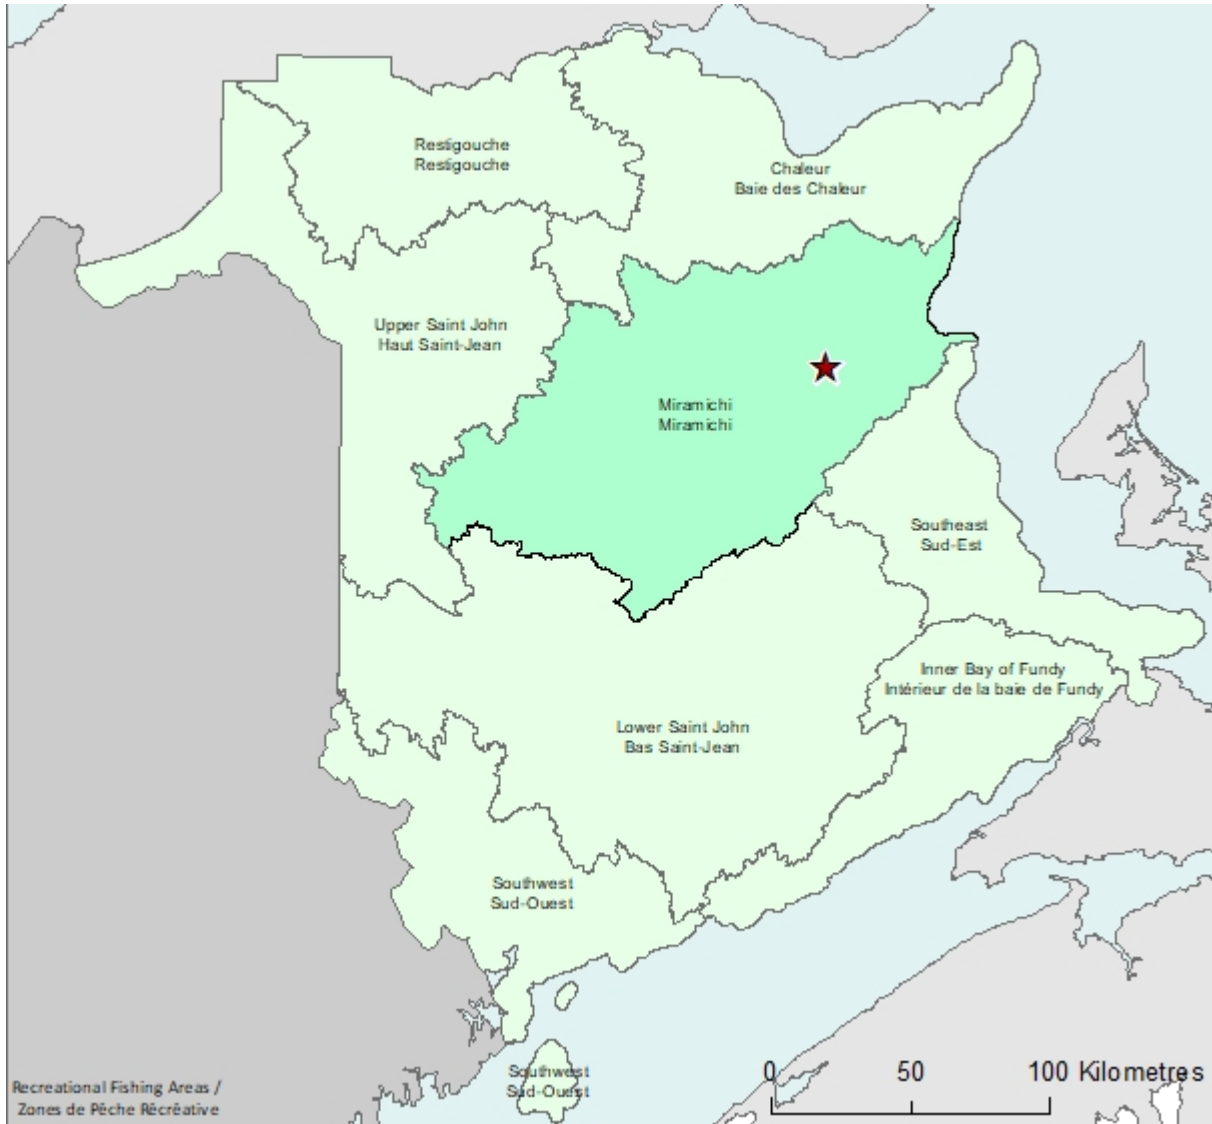 Restigouche
Restigouche
Chaleur
Baie des Chaleur
Upper Saint John
Haut Saint-Jean
Miramichi
Miramichi
Southeast
Sud-Est
Inner Bay of Fundy
Intérieur de la baie de Fundy
Lower Saint John
Bas Saint-Jean
Southwest
Sud-Ouest
Southwest
Sud-Ouest
0 50 100 Kilometres
Recreational Fishing Areas /
Zones de Pêche Récréative